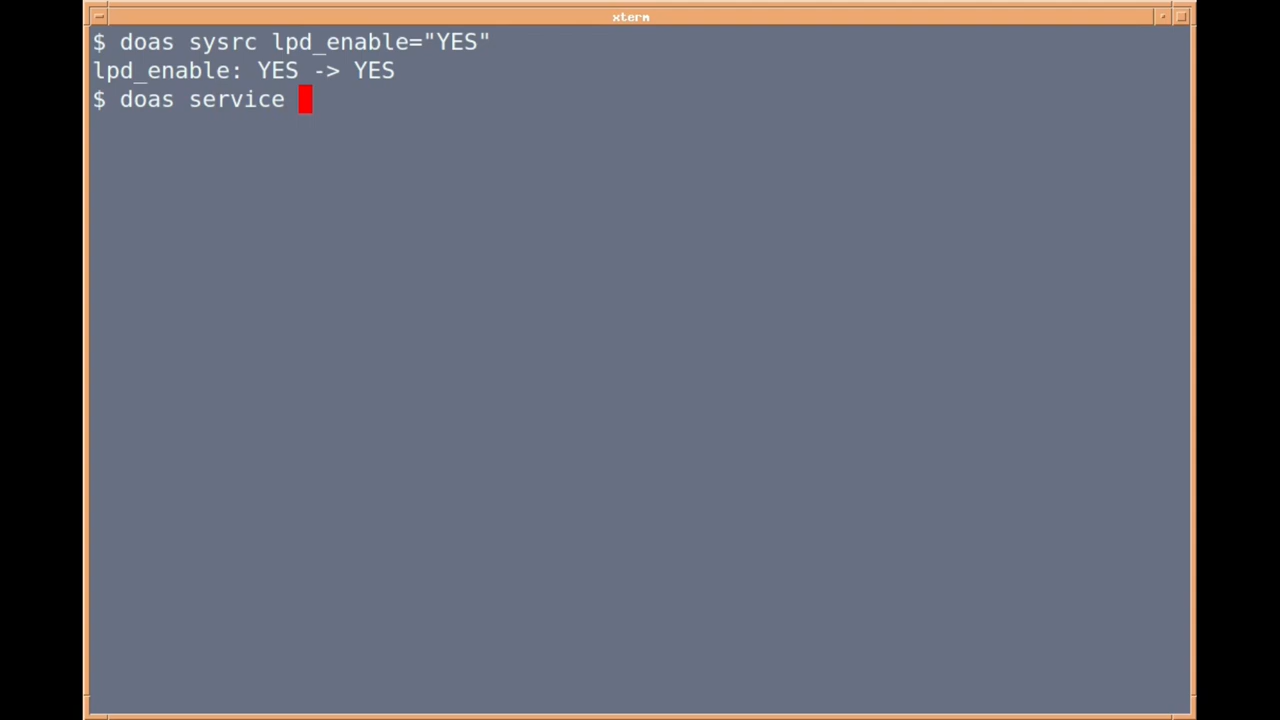 xterm
$ doas sysrc lpd_enable="YES"
lpd_enable: YES -> YES
$ doas service